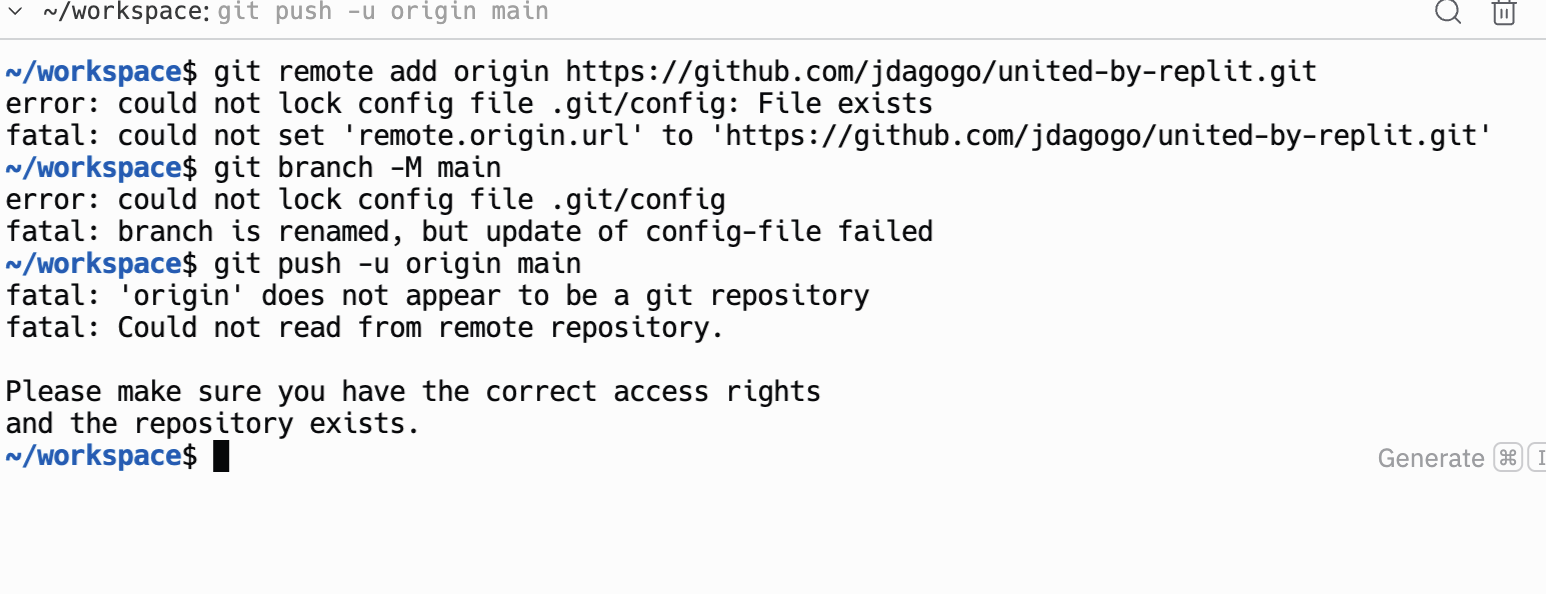 ~/workspace: git push -u origin main
~/workspace$ git remote add origin https://github.com/jdagogo/united-by-replit.git
error: could not lock config file .git/config: File exists
fatal: could not set 'remote.origin.url' to 'https://github.com/jdagogo/united-by-replit.git'
~/workspace$ git branch -M main
error: could not lock config file .git/config
fatal: branch is renamed, but update of config-file failed
~/workspace$ git push -u origin main
fatal: 'origin' does not appear to be a git repository
fatal: Could not read from remote repository.
Please make sure you have the correct access rights
and the repository exists.
~/workspace$
Generate ⌘ I